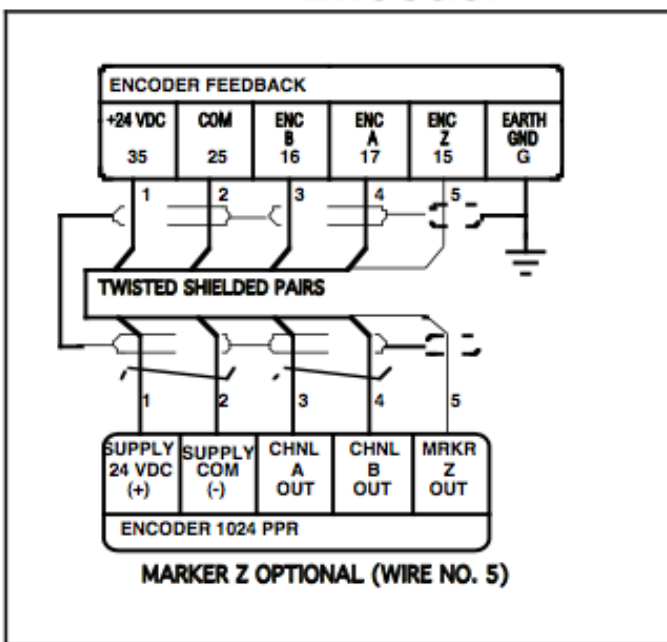 ENCODER FEEDBACK
+24 VDC COM ENC ENC ENC EARTH
B A Z GND
35 25 16 17 15 G
1 2 3 4 5
TWISTED SHIELDED PAIRS
1 2 3 4 5
SUPPLY SUPPLY CHNL CHNL MRKR
24 VDC COM A B Z
(+) (-) OUT OUT OUT
ENCODER 1024 PPR
MARKER Z OPTIONAL (WIRE NO. 5)